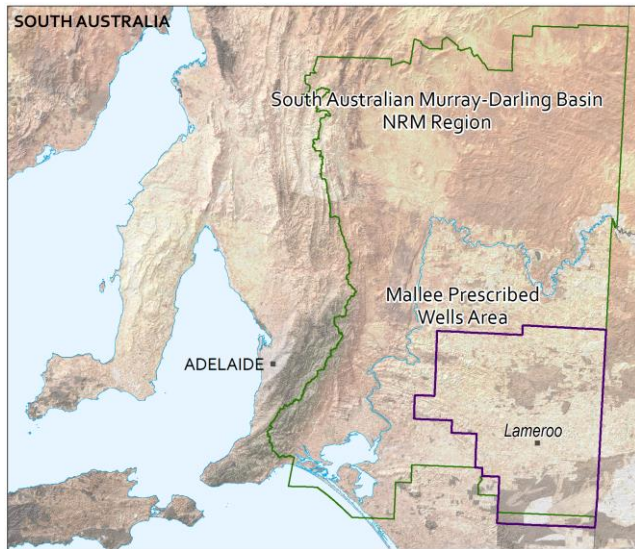 SOUTH AUSTRALIA
South Australian Murray-Darling Basin
NRM Region
Mallee Prescribed
Wells Area
ADELAIDE
Lameroo